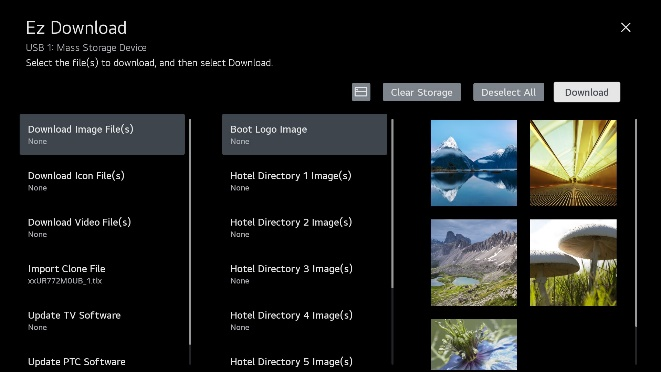 Ez Download
USB 1: Mass Storage Device
Select the file(s) to download, and then select Download.
Clear Storage
Deselect All
Download
Download Image File(s)
None
Download Icon File(s)
None
Download Video File(s)
None
Import Clone File
xxUR772M0UB_1.tlx
Update TV Software
None
Update PTC Software
Boot Logo Image
None
Hotel Directory 1 Image(s)
None
Hotel Directory 2 Image(s)
None
Hotel Directory 3 Image(s)
None
Hotel Directory 4 Image(s)
None
Hotel Directory 5 Image(s)